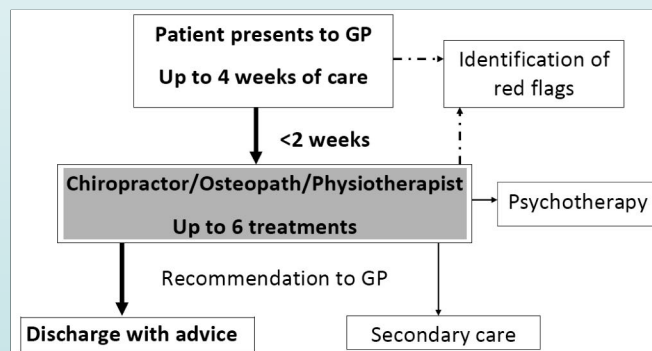 Patient presents to GP
Up to 4 weeks of care
Identification of
red flags
<2 weeks
Chiropractor/Osteopath/Physiotherapist
Up to 6 treatments
Psychotherapy
Recommendation to GP
Discharge with advice
Secondary care